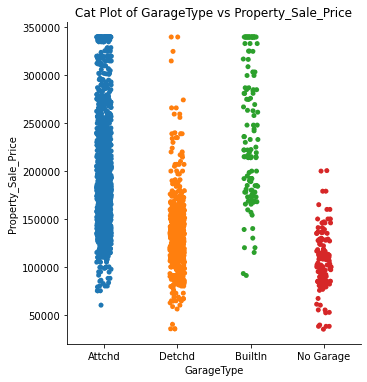 Cat Plot of GarageType vs Property_Sale_Price
350000
300000
250000
200000
150000
100000
50000
Property_Sale_Price
Attchd Detchd BuiltIn No Garage
GarageType